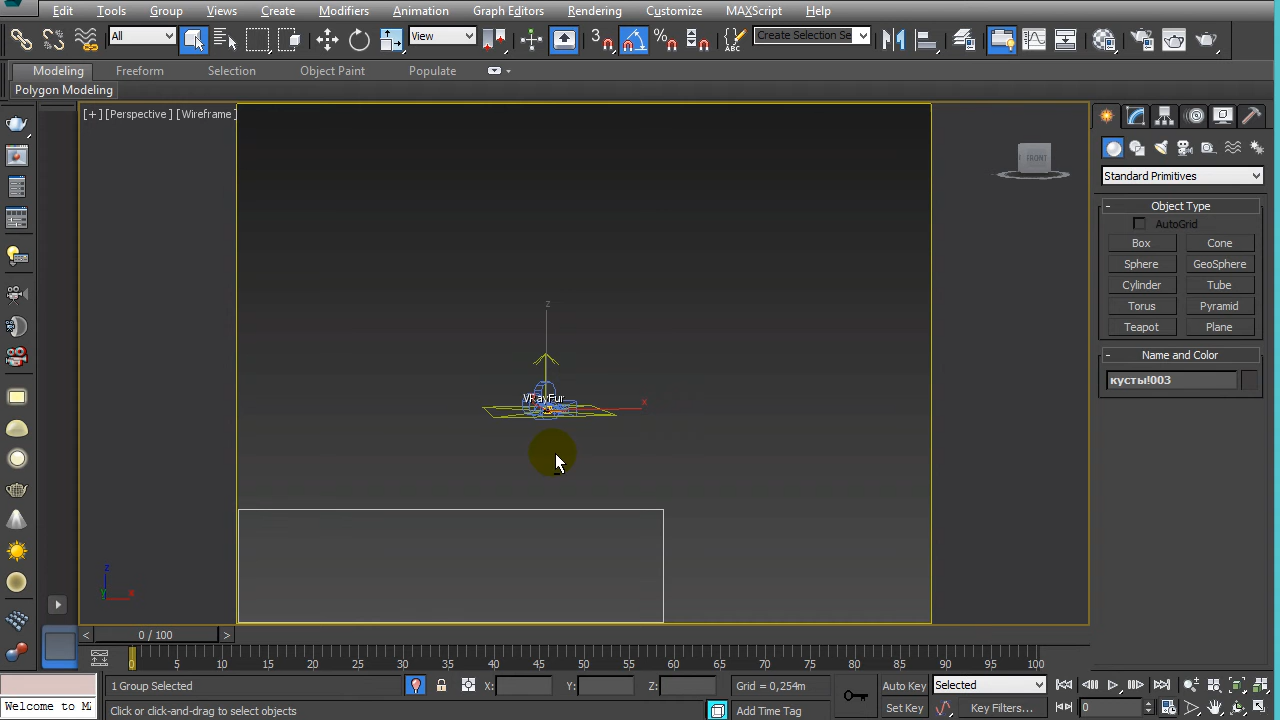 Edit Tools Group Views Create Modifiers Animation Graph Editors Rendering Customize MAXScript Help
All View 3 % ABC Create Selection Se
Modeling Freeform Selection Object Paint Populate
Polygon Modeling
[+] [Perspective] [Wireframe]
FRONT
Standard Primitives
- Object Type
AutoGrid
Box Cone
Sphere GeoSphere
Cylinder Tube
Torus Pyramid
Teapot Plane
- Name and Color
кусты!003
z
x
VRayFur
z
y x
< 0 / 100 >
0 5 10 15 20 25 30 35 40 45 50 55 60 65 70 75 80 85 90 95 100
1 Group Selected X: Y: Z: Grid = 0,254m Auto Key Selected
Welcome to M Click or click-and-drag to select objects Add Time Tag Set Key Key Filters... 0